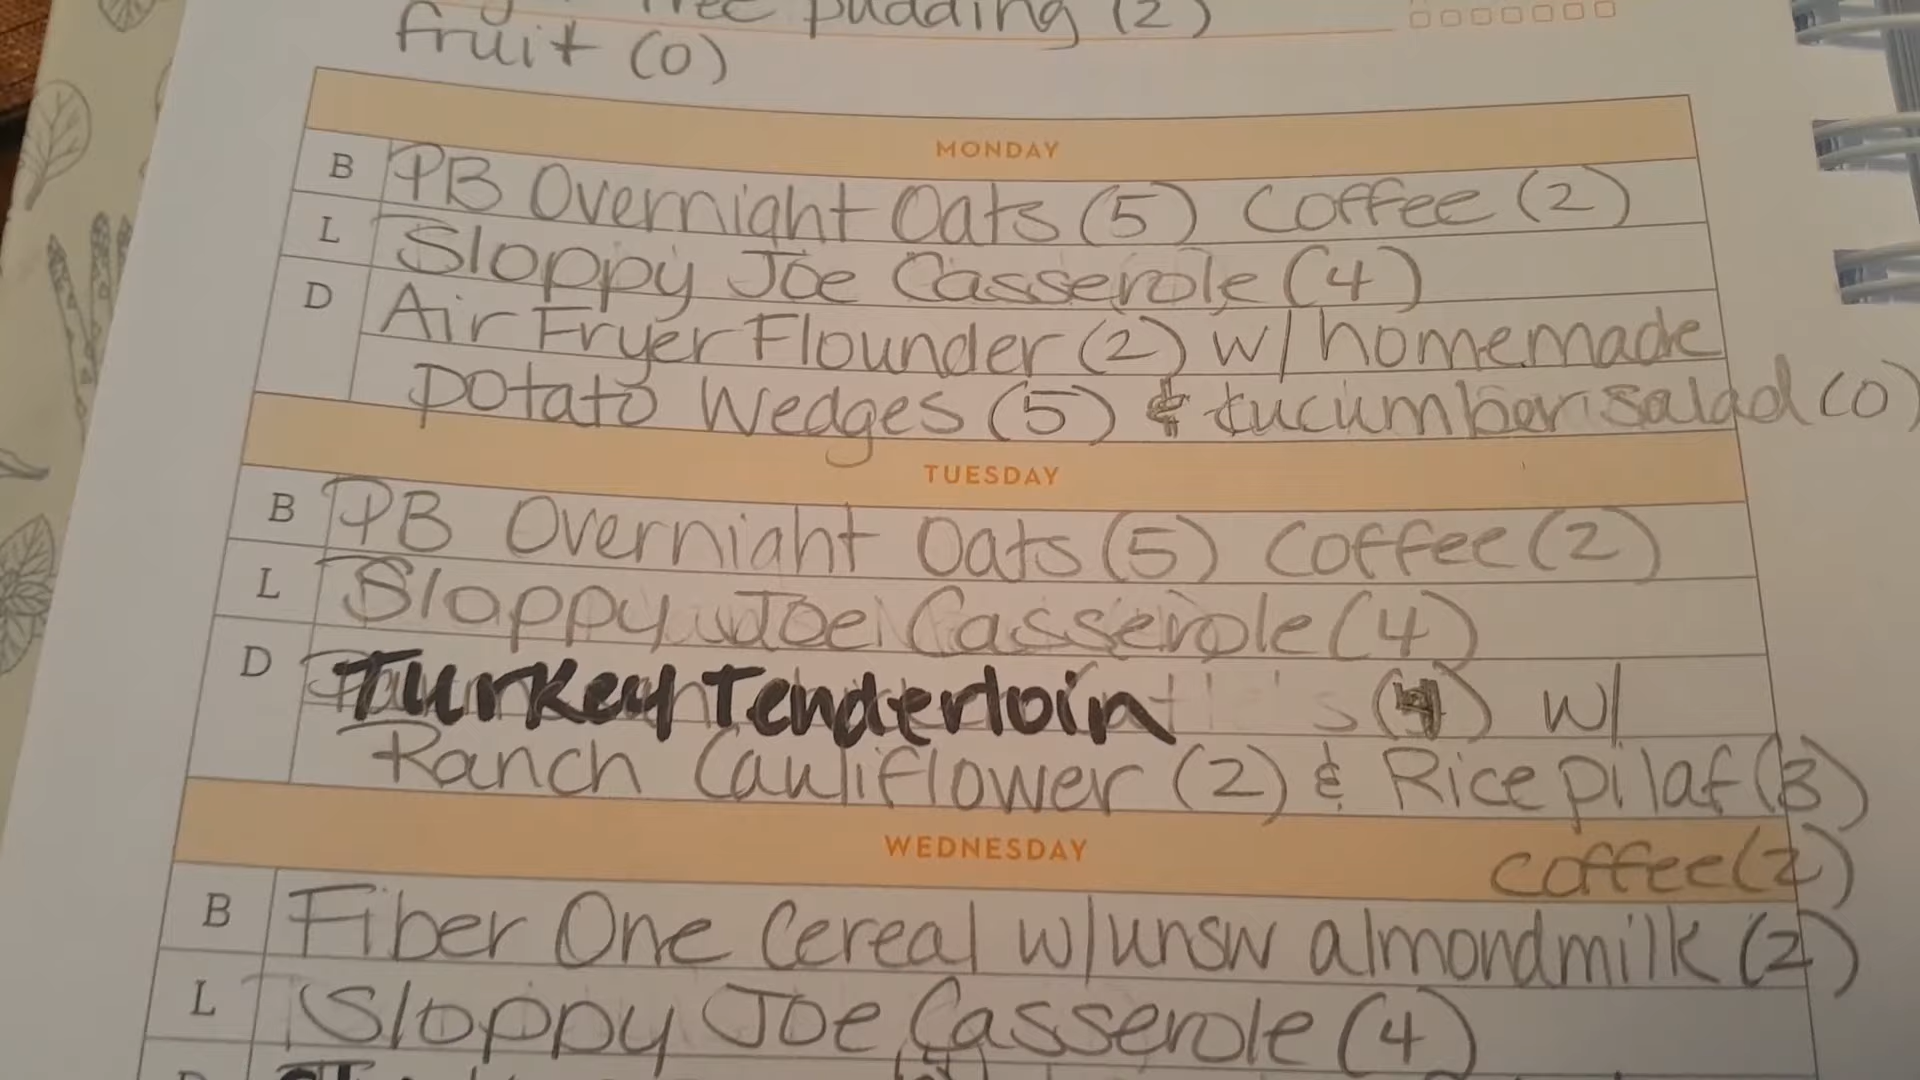 free pudding (2)
fruit (0)
MONDAY
B PB Overnight Oats (5) Coffee (2)
L Sloppy Joe Casserole (4)
D Air Fryer Flounder (2) w/ homemade
potato Wedges (5) & cucumber salad (0)
TUESDAY
B PB Overnight Oats (5) Coffee (2)
L Sloppy Joe Casserole (4)
D Turkey Tenderloin w/
Ranch Cauliflower (2) & Rice pilaf (3)
WEDNESDAY
coffee (2)
B Fiber One Cereal w/unsw almondmilk (2)
L Sloppy Joe Casserole (4)